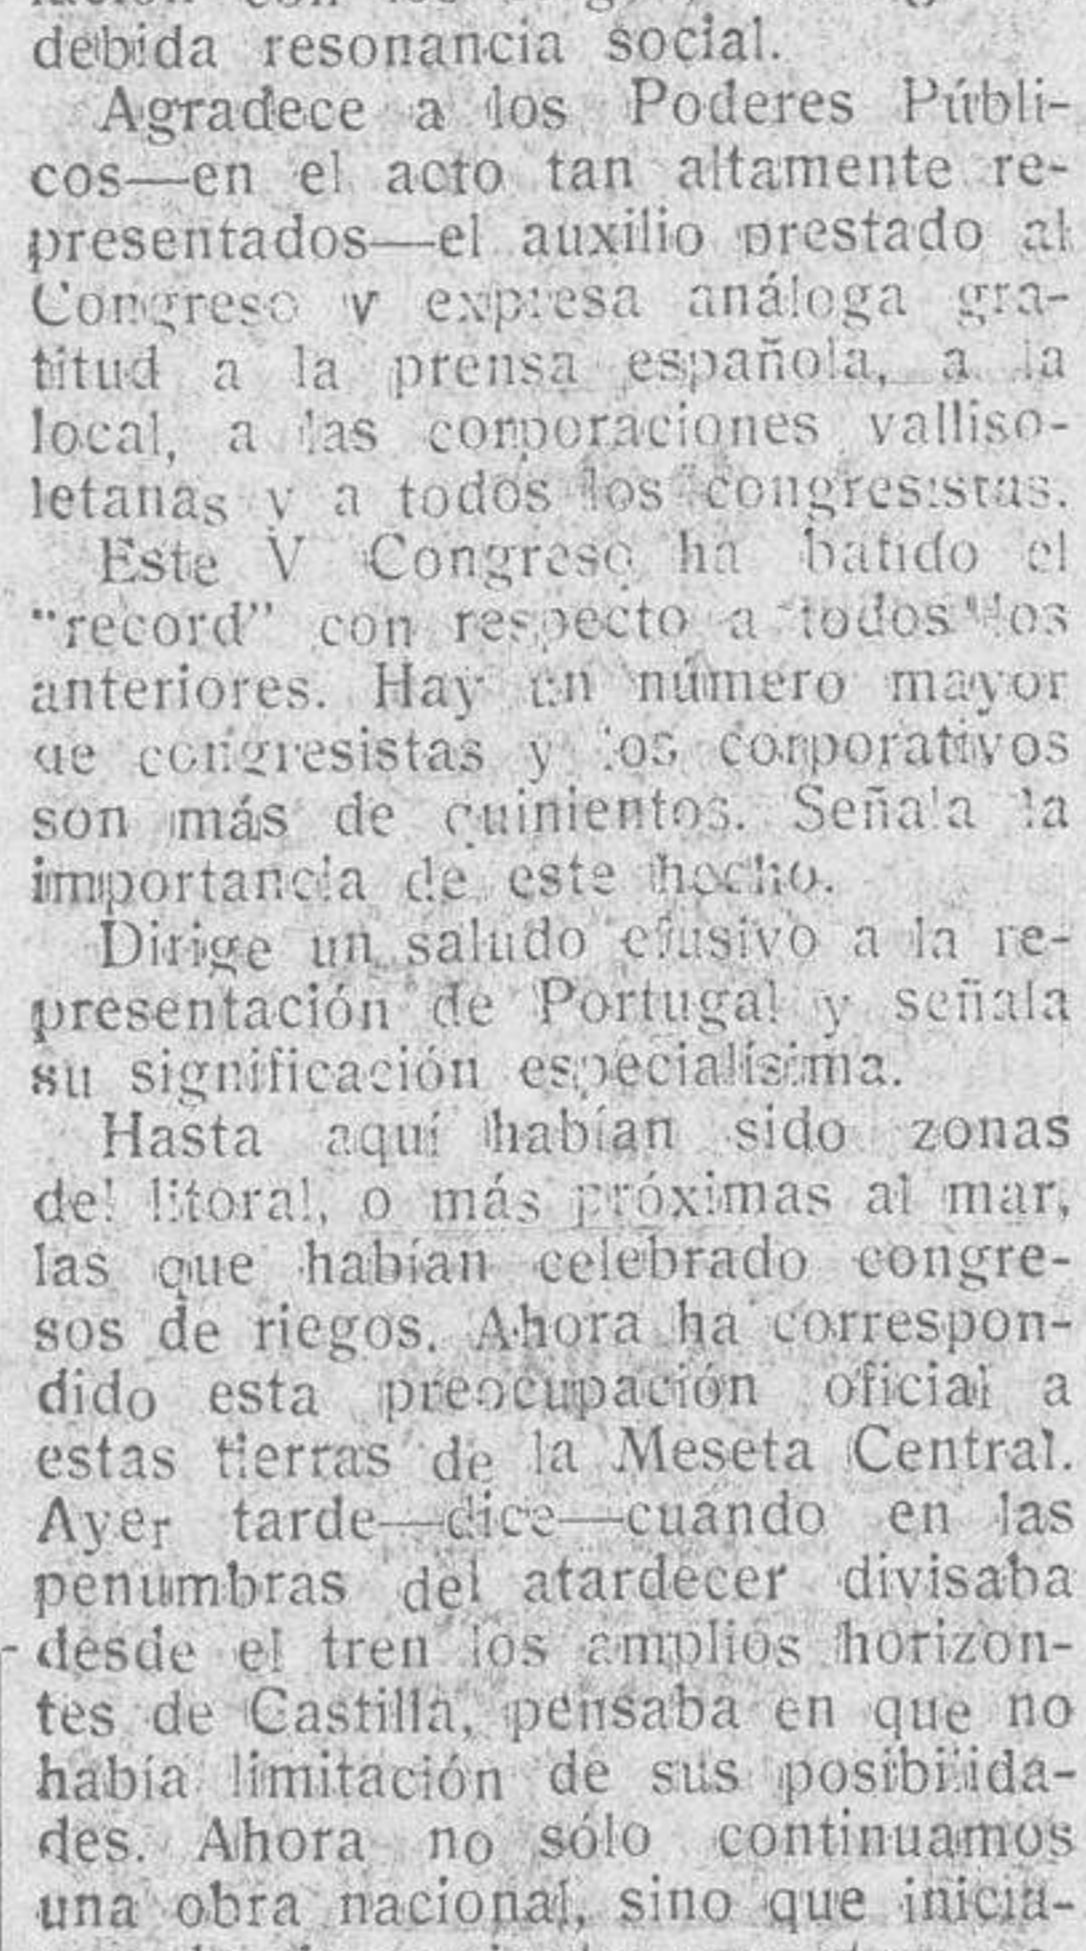 debida resonancia social.
Agradece a los Poderes Públi-
cos—en el acto tan altamente re-
presentados—el auxilio prestado al
Congreso y expresa análoga gra-
titud a la prensa española, a la
local, a las corporaciones valliso-
letanas y a todos los congresistas.
Este V Congreso ha batido el
"record" con respecto a todos los
anteriores. Hay un número mayor
de congresistas y los corporativos
son más de quinientos. Señala la
importancia de este hecho.
Dirige un saludo efusivo a la re-
presentación de Portugal y señala
su significación especialísima.
Hasta aquí habían sido zonas
del litoral, o más próximas al mar,
las que habían celebrado congre-
sos de riegos. Ahora ha correspon-
dido esta preocupación oficial a
estas tierras de la Meseta Central.
Ayer tarde—dice—cuando en las
penumbras del atardecer divisaba
desde el tren los amplios horizon-
tes de Castilla, pensaba en que no
había limitación de sus posibilida-
des. Ahora no sólo continuamos
una obra nacional, sino que inicia-